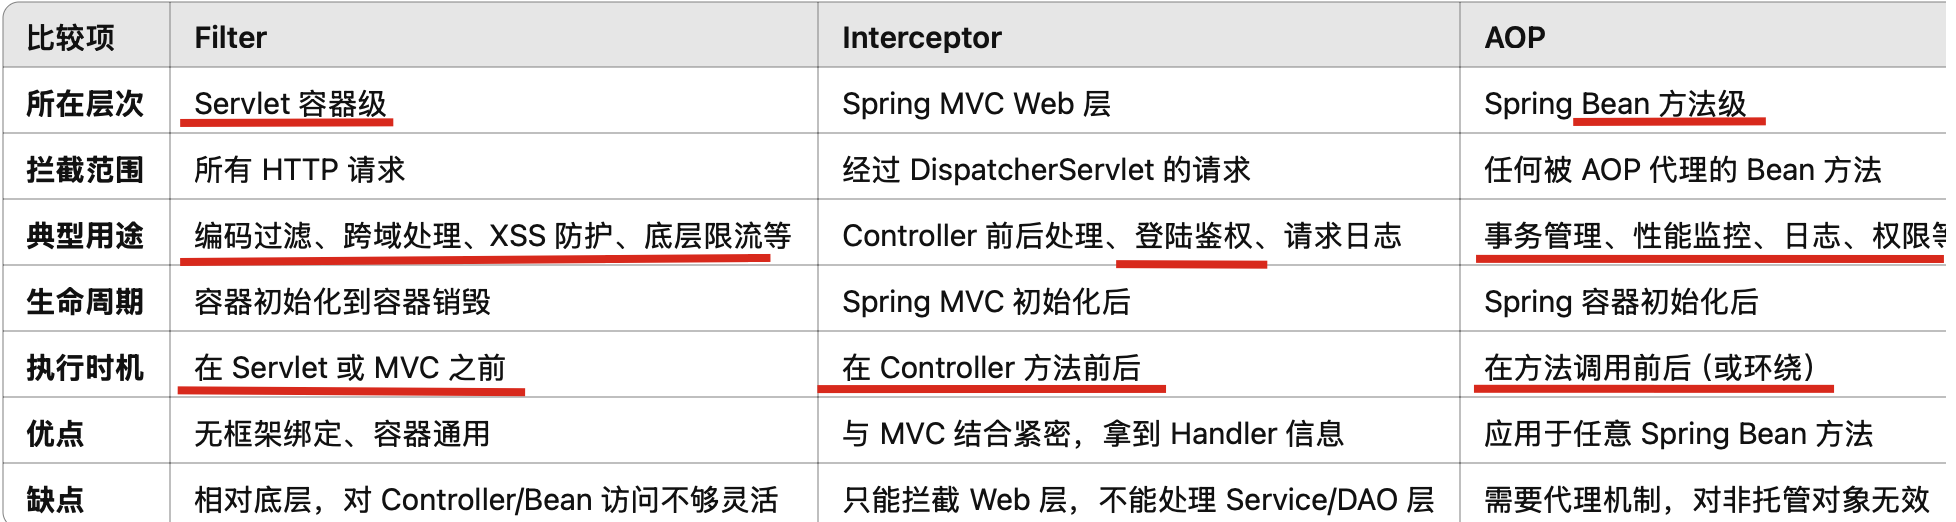 比较项 Filter Interceptor AOP
所在层次 Servlet 容器级 Spring MVC Web 层 Spring Bean 方法级
拦截范围 所有 HTTP 请求 经过 DispatcherServlet 的请求 任何被 AOP 代理的 Bean 方法
典型用途 编码过滤、跨域处理、XSS 防护、底层限流等 Controller 前后处理、登陆鉴权、请求日志 事务管理、性能监控、日志、权限等
生命周期 容器初始化到容器销毁 Spring MVC 初始化后 Spring 容器初始化后
执行时机 在 Servlet 或 MVC 之前 在 Controller 方法前后 在方法调用前后（或环绕）
优点 无框架绑定、容器通用 与 MVC 结合紧密，拿到 Handler 信息 应用于任意 Spring Bean 方法
缺点 相对底层，对 Controller/Bean 访问不够灵活 只能拦截 Web 层，不能处理 Service/DAO 层 需要代理机制，对非托管对象无效